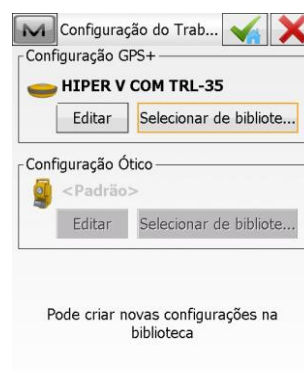 Configuração do Trab...
Configuração GPS+
HIPER V COM TRL-35
Editar
Selecionar de bibliote...
Configuração Ótico
<Padrão>
Editar
Selecionar de bibliote...
Pode criar novas configurações na
biblioteca